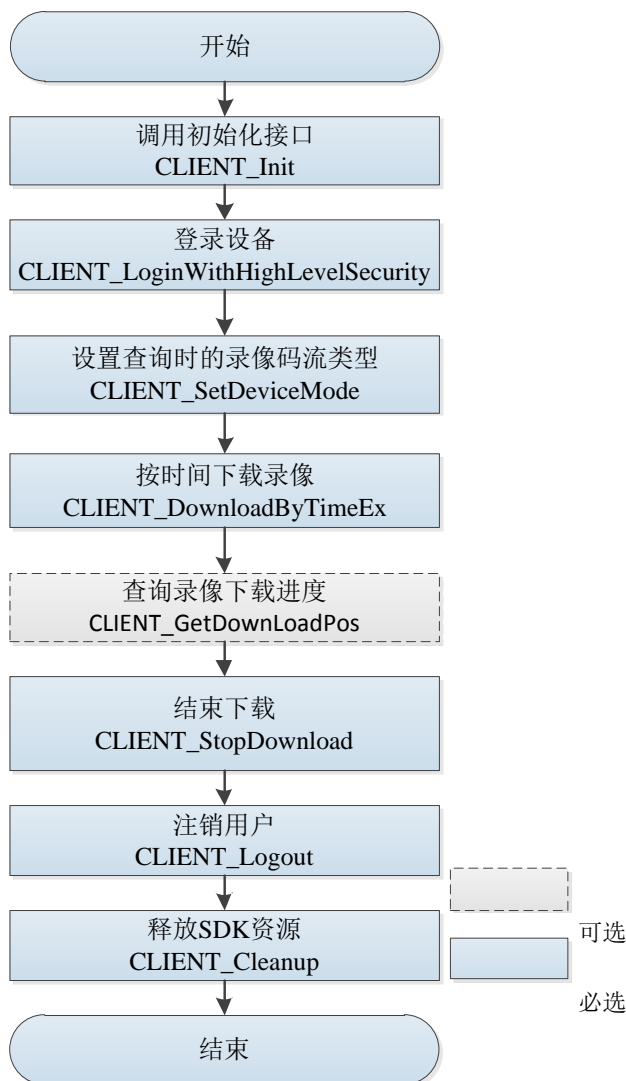 开始
调用初始化接口
CLIENT_Init
登录设备
CLIENT_LoginWithHighLevelSecurity
设置查询时的录像码流类型
CLIENT_SetDeviceMode
按时间下载录像
CLIENT_DownloadByTimeEx
查询录像下载进度
CLIENT_GetDownLoadPos
结束下载
CLIENT_StopDownload
注销用户
CLIENT_Logout
释放SDK资源
CLIENT_Cleanup
结束
可选
必选